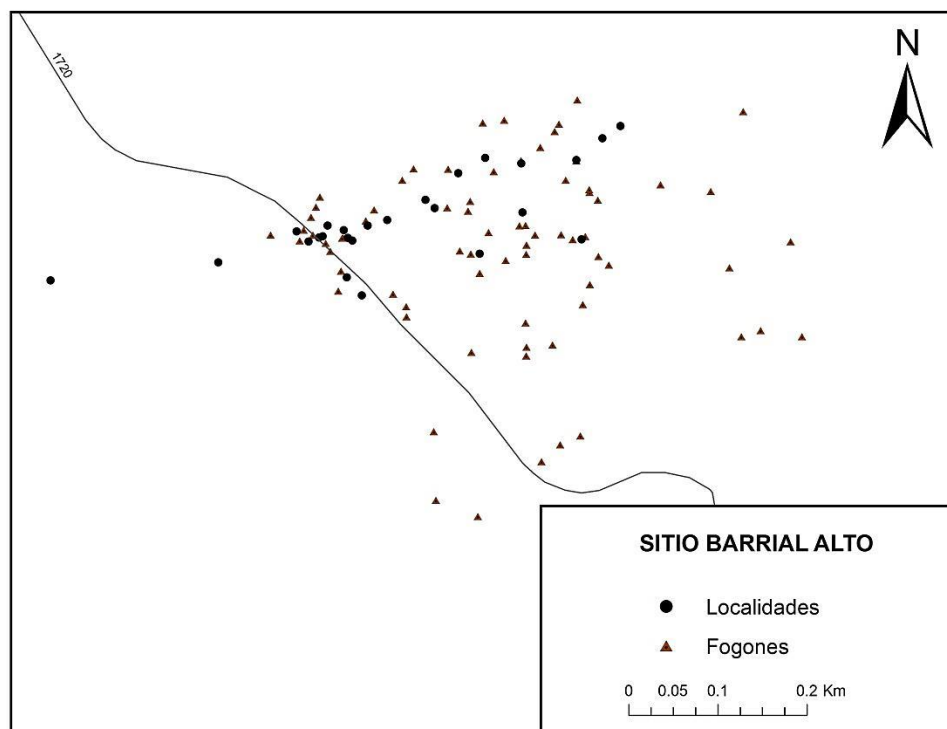 1720
N
SITIO BARRIAL ALTO
Localidades
Fogones
0 0.05 0.1 0.2 Km